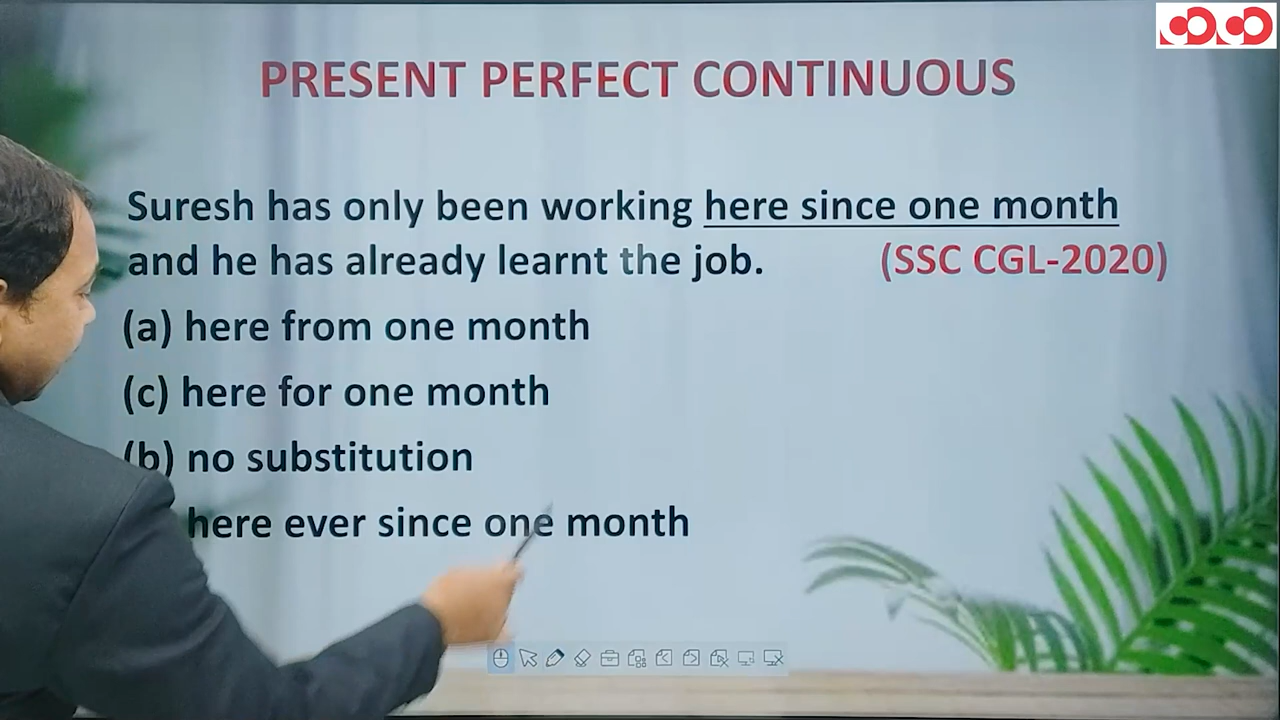 PRESENT PERFECT CONTINUOUS
Suresh has only been working here since one month
and he has already learnt the job. (SSC CGL-2020)
(a) here from one month
(c) here for one month
(b) no substitution
here ever since one month